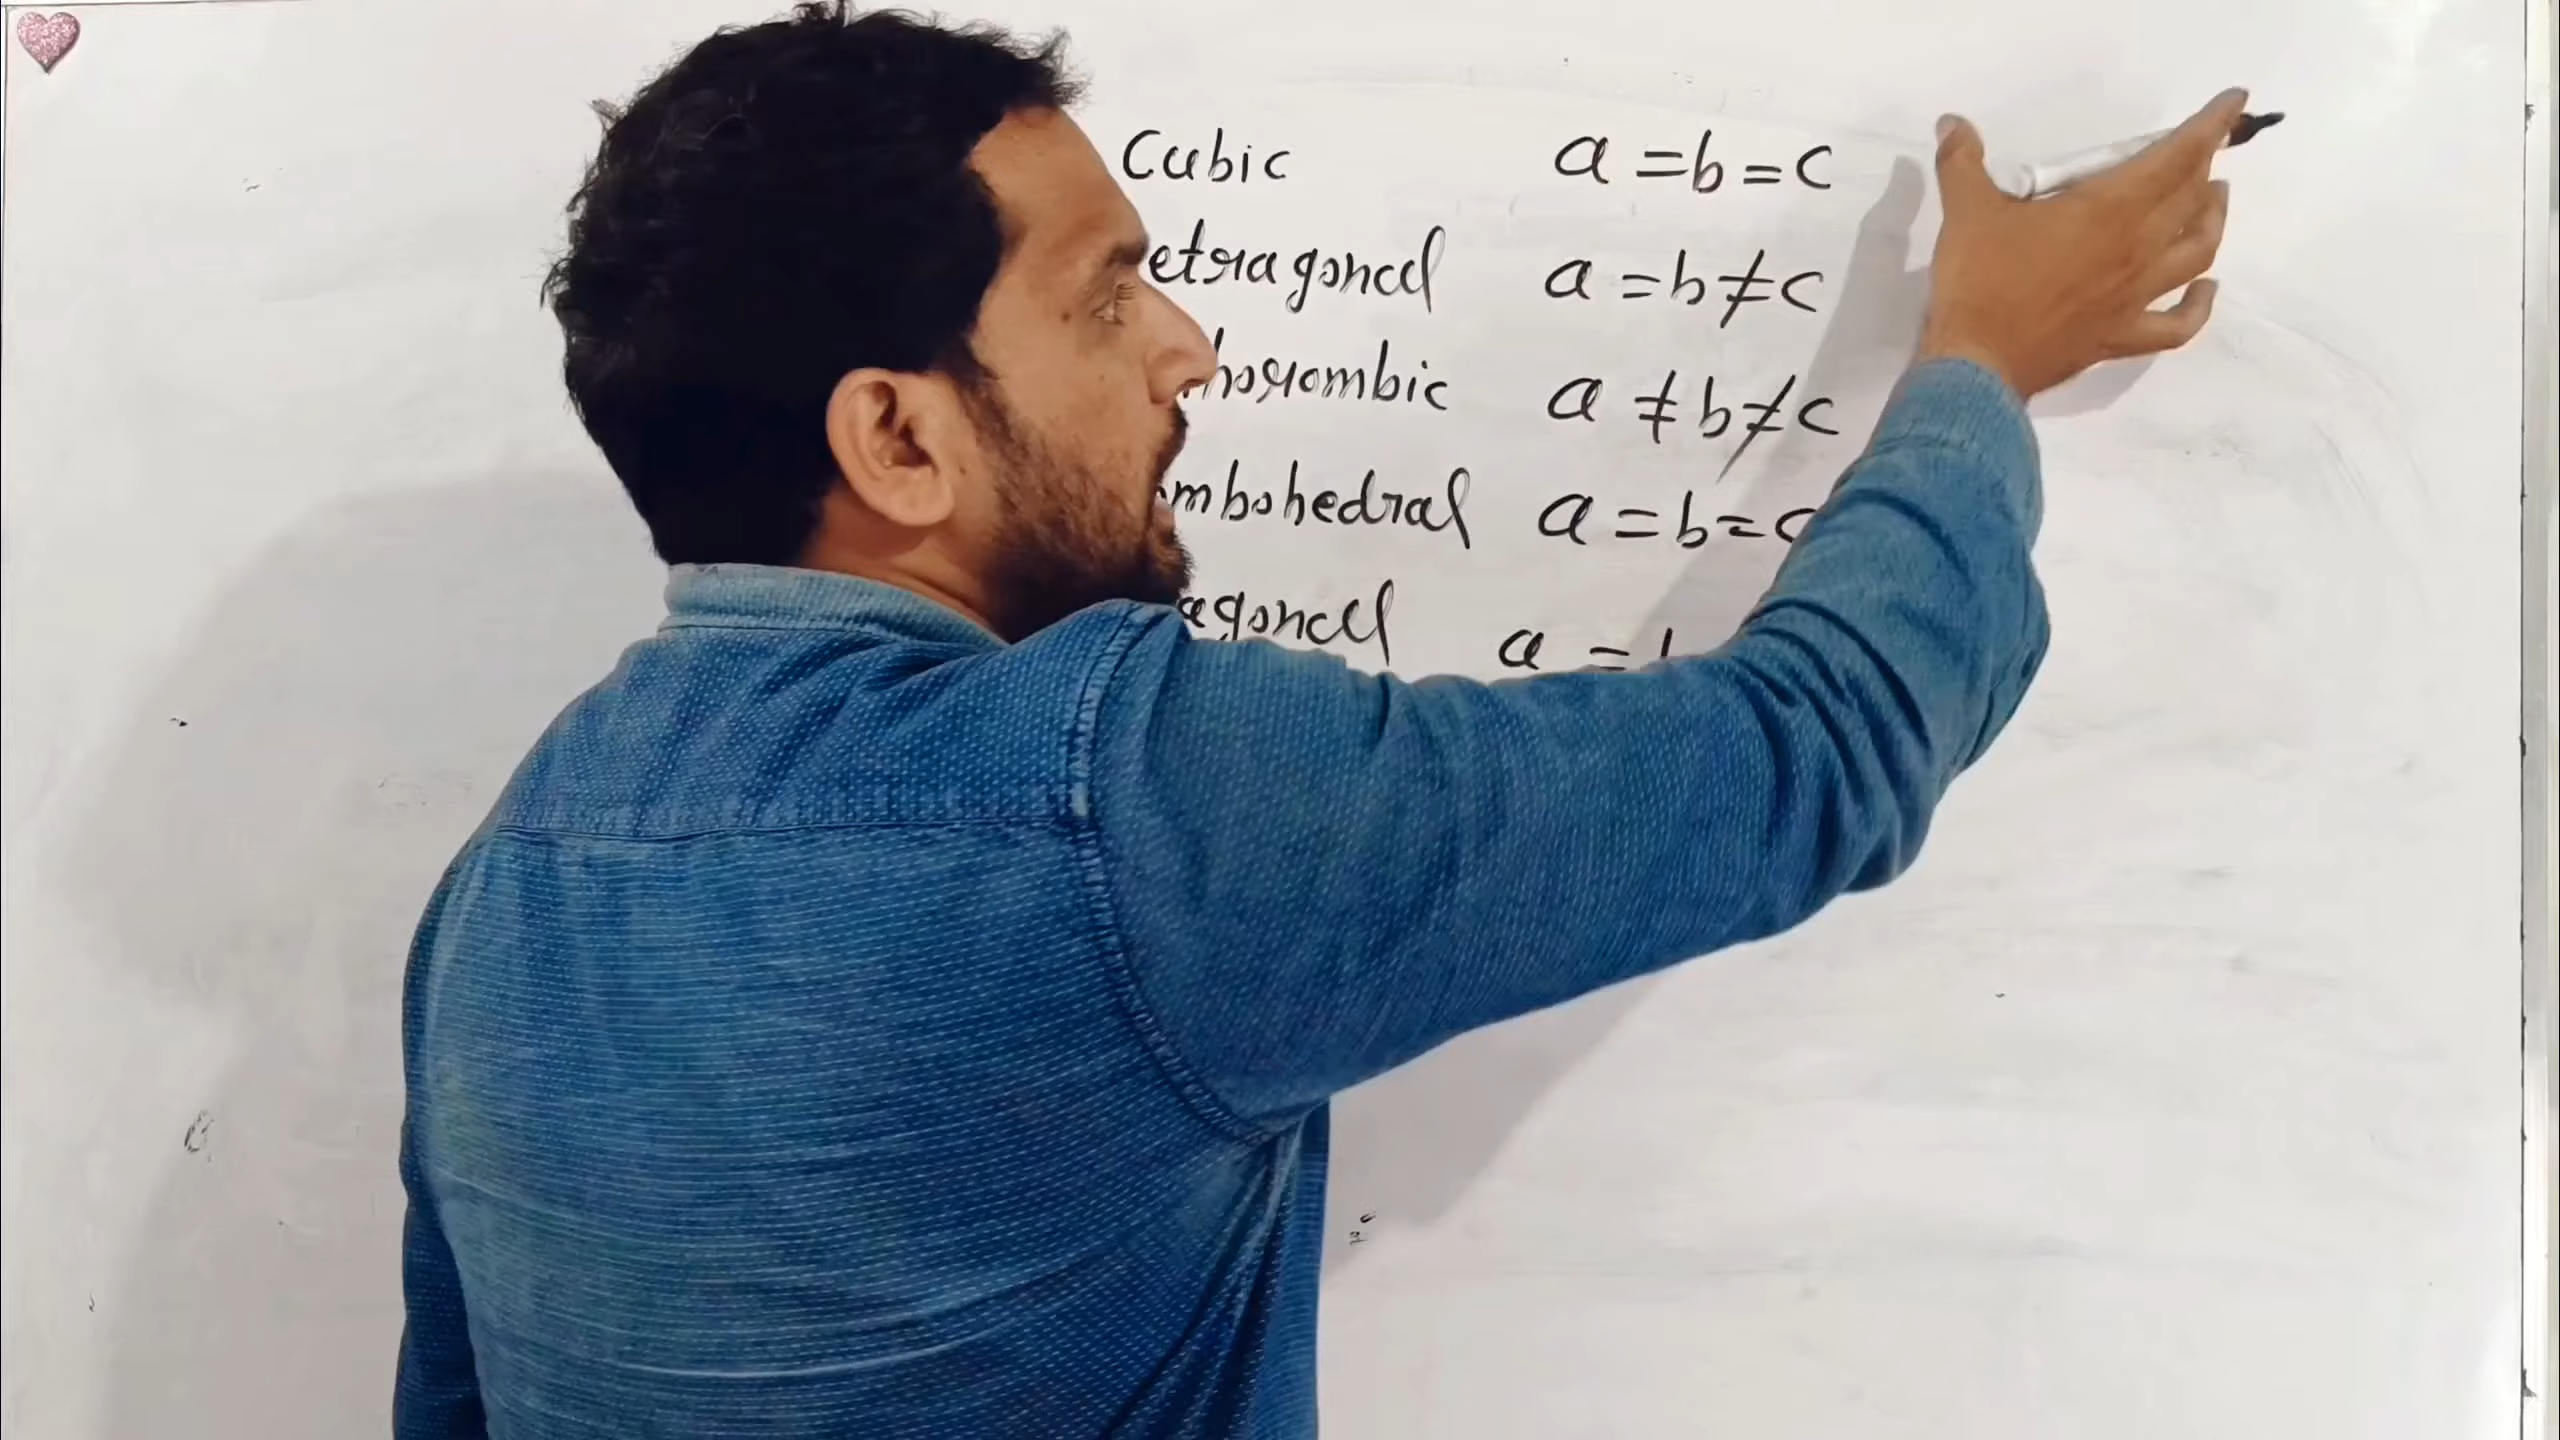 Cubic a = b = c
etragonal a = b ≠ c
horombic a ≠ b ≠ c
mbohedral a = b = c
agonal a =